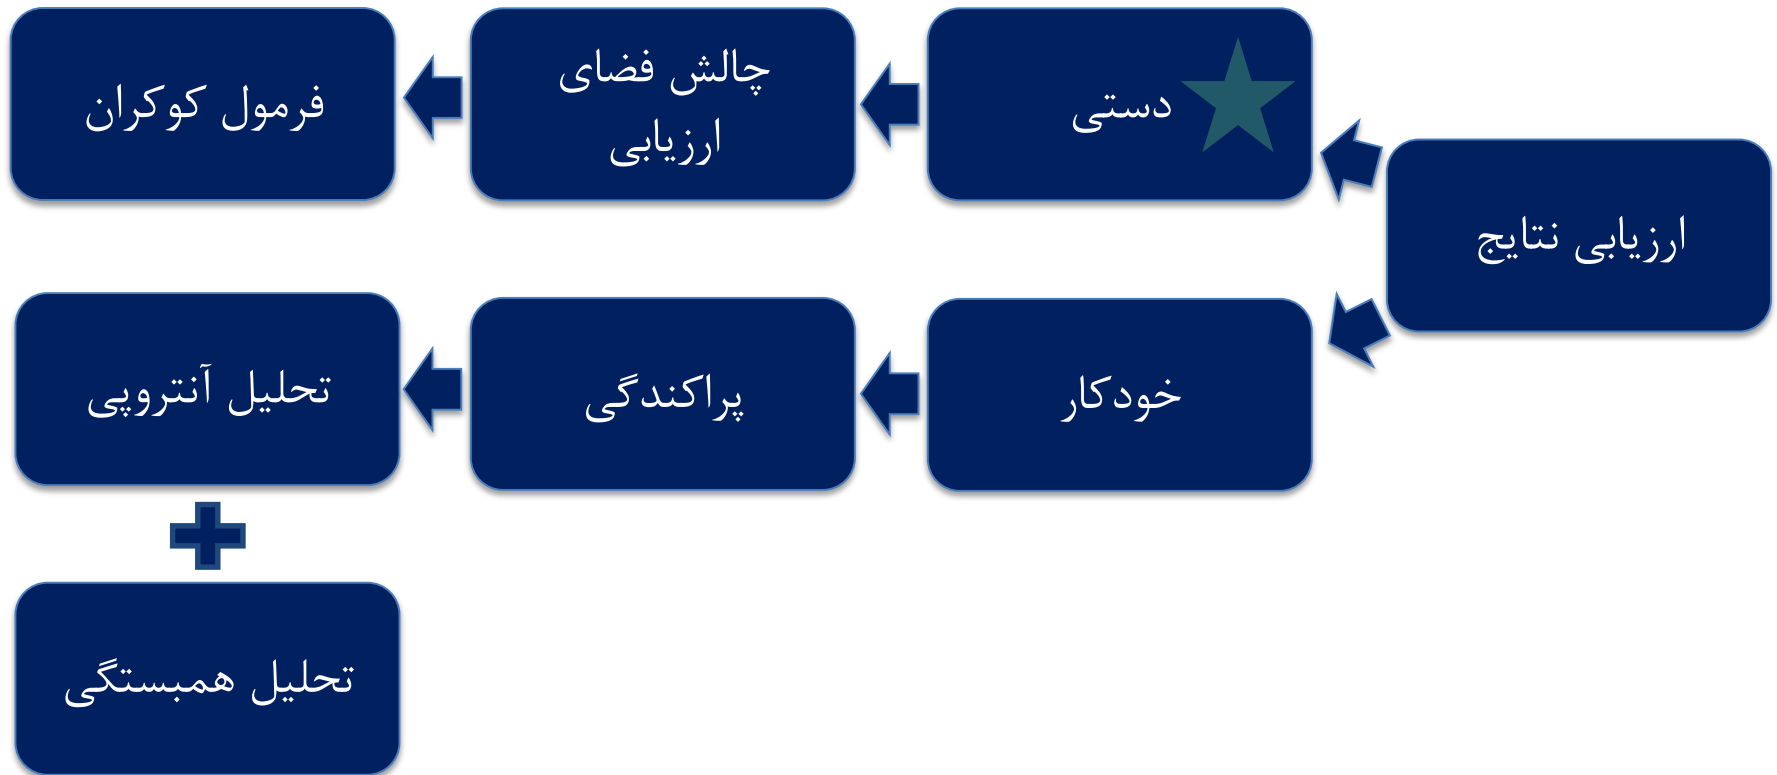 ارزیابی نتایج
دستی
چالش فضای
ارزیابی
فرمول کوکران
خودکار
پراکندگی
تحلیل آنتروپی
تحلیل همبستگی